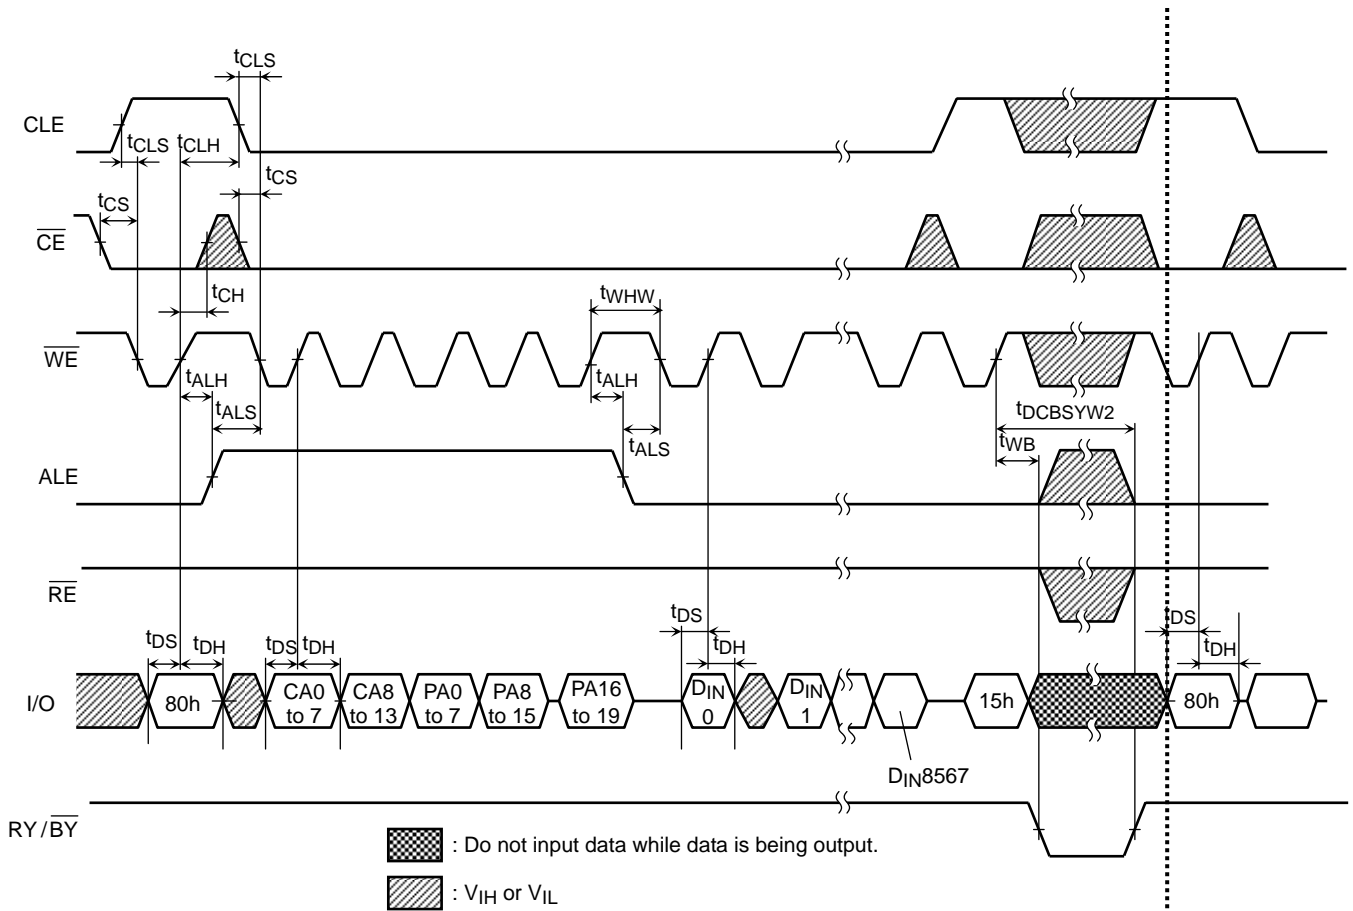 tCLS
CLE
tCLS tCLH
tCS
tCS
CE
tCH
tWHW
WE
tALH tALH
tALS tDCBSYW2
tALS tWB
ALE
RE
tDS tDS
tDS tDH tDS tDH tDH tDH
I/O
80h
CA0 to 7
CA8 to 13
PA0 to 7
PA8 to 15
PA16 to 19
DIN 0
DIN 1
15h
80h
DIN8567
RY/BY
: Do not input data while data is being output.
: VIH or VIL